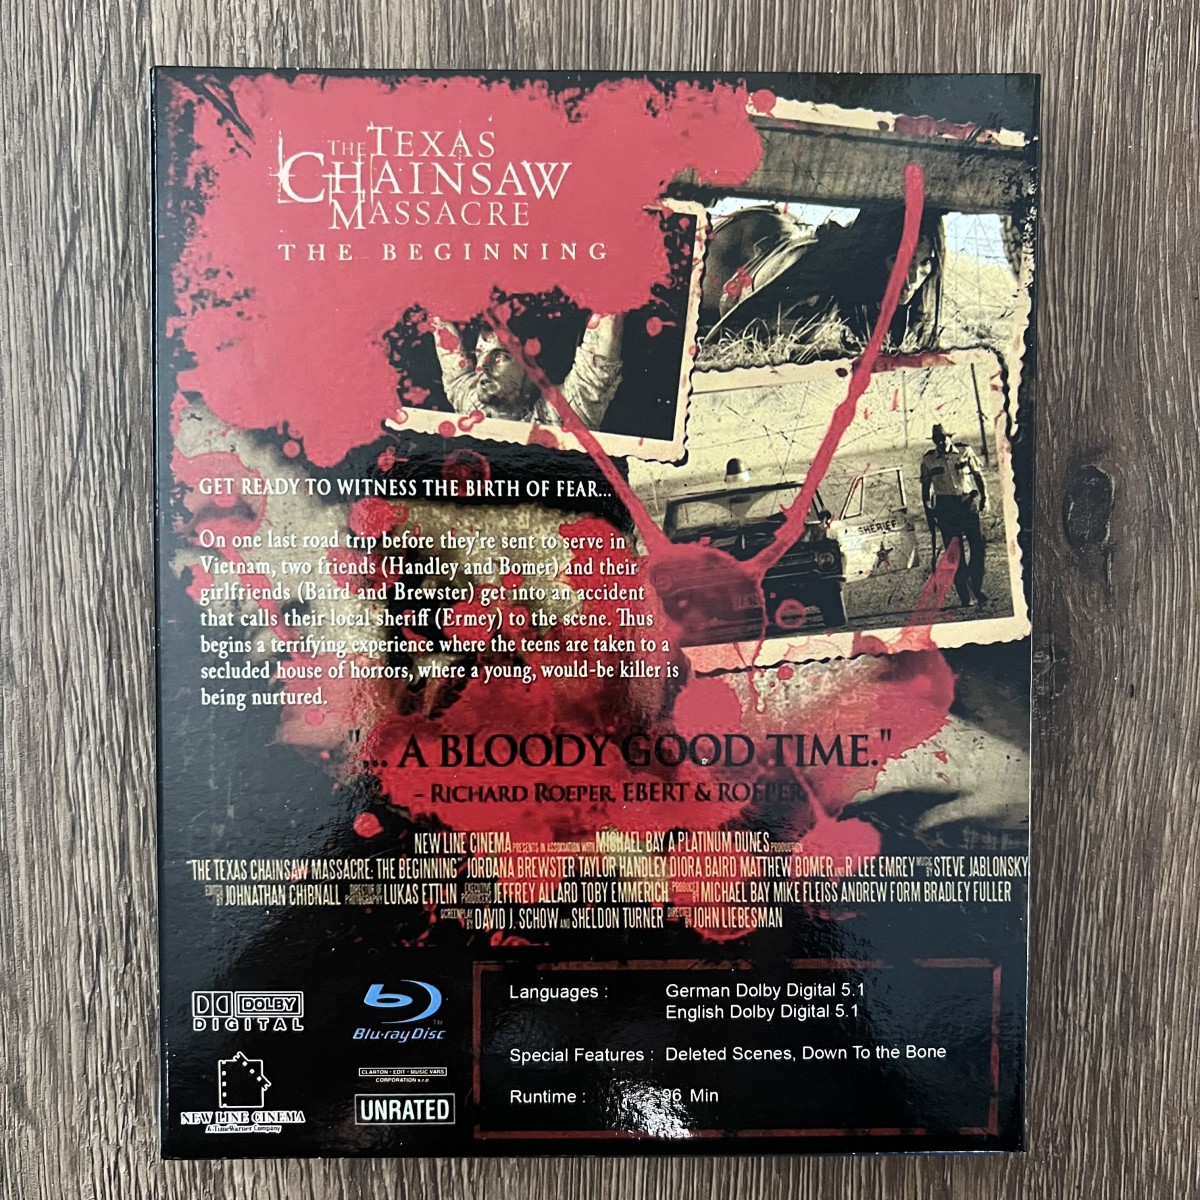 THE TEXAS
CHAINSAW
MASSACRE
THE BEGINNING
SHERIFF
GET READY TO WITNESS THE BIRTH OF FEAR...
On one last road trip before they're sent to serve in
Vietnam, two friends (Handley and Bomer) and their
girlfriends (Baird and Brewster) get into an accident
that calls their local sheriff (Ermey) to the scene. Thus
begins a terrifying experience where the teens are taken to a
secluded house of horrors, where a young, would-be killer is
being nurtured.
"... A BLOODY GOOD TIME."
- RICHARD ROEPER, EBERT & ROEPER
NEW LINE CINEMA PRESENTS IN ASSOCIATION WITH MICHAEL BAY A PLATINUM DUNES PRODUCTION
"THE TEXAS CHAINSAW MASSACRE: THE BEGINNING" JORDANA BREWSTER TAYLOR HANDLEY DIORA BAIRD MATTHEW BOMER AND R. LEE EMREY MUSIC BY STEVE JABLONSKY
EDITED BY JOHNATHAN CHIBNALL DIRECTOR OF PHOTOGRAPHY LUKAS ETTLIN EXECUTIVE PRODUCERS JEFFREY ALLARD TOBY EMMERICH PRODUCED BY MICHAEL BAY MIKE FLEISS ANDREW FORM BRADLEY FULLER
SCREENPLAY BY DAVID J. SCHOW AND SHELDON TURNER DIRECTED BY JOHN LIEBESMAN
DOLBY
DIGITAL
Blu-ray Disc
TM
NEW LINE CINEMA
A TimeWarner Company
CLARTON - EDIT - MUSIC VARS
CORPORATION s.r.o
UNRATED
Languages : German Dolby Digital 5.1
English Dolby Digital 5.1
Special Features : Deleted Scenes, Down To the Bone
Runtime : 96 Min